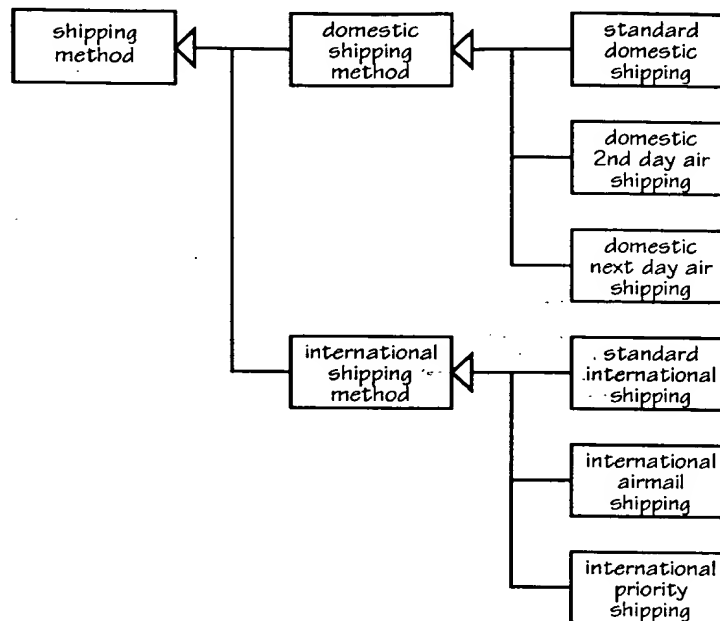 shipping
method
domestic
shipping
method
standard
domestic
shipping
domestic
2nd day air
shipping
domestic
next day air
shipping
international
shipping
method
standard
international
shipping
international
airmail
shipping
international
priority
shipping